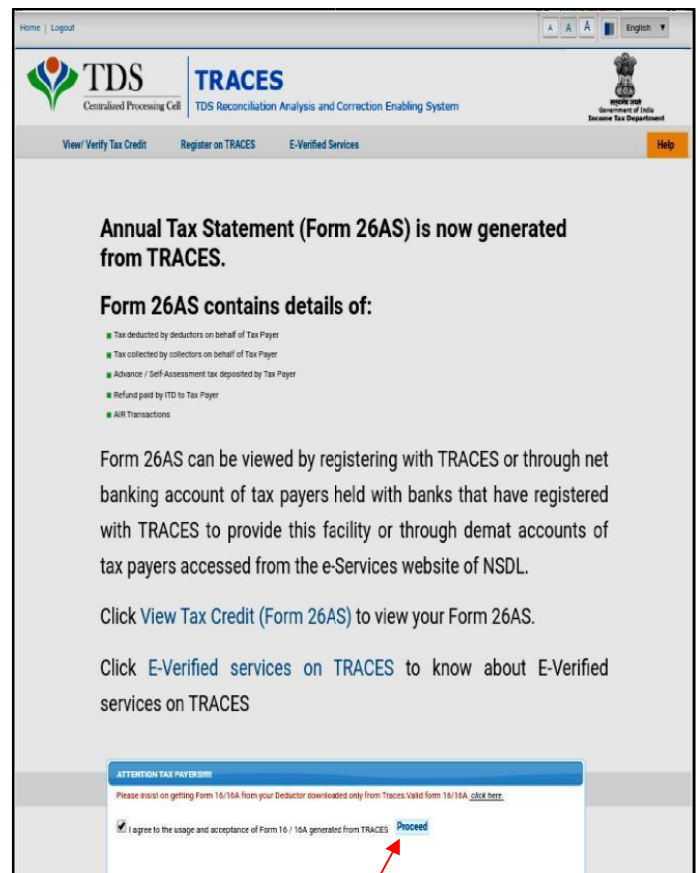 Home | Logout
A A A English ▼
TDS
Centralized Processing Cell
TRACES
TDS Reconciliation Analysis and Correction Enabling System
सत्यमेव जयते
Government of India
Income Tax Department
View/ Verify Tax Credit Register on TRACES E-Verified Services Help
Annual Tax Statement (Form 26AS) is now generated
from TRACES.
Form 26AS contains details of:
Tax deducted by deductors on behalf of Tax Payer
Tax collected by collectors on behalf of Tax Payer
Advance / Self-Assessment tax deposited by Tax Payer
Refund paid by ITD to Tax Payer
AIR Transactions
Form 26AS can be viewed by registering with TRACES or through net
banking account of tax payers held with banks that have registered
with TRACES to provide this facility or through demat accounts of
tax payers accessed from the e-Services website of NSDL.
Click View Tax Credit (Form 26AS) to view your Form 26AS.
Click E-Verified services on TRACES to know about E-Verified
services on TRACES
ATTENTION TAX PAYERS!!!!!
Please insist on getting Form 16/16A from your Deductor downloaded only from Traces.Valid form 16/16A click here.
I agree to the usage and acceptance of Form 16 / 16A generated from TRACES Proceed